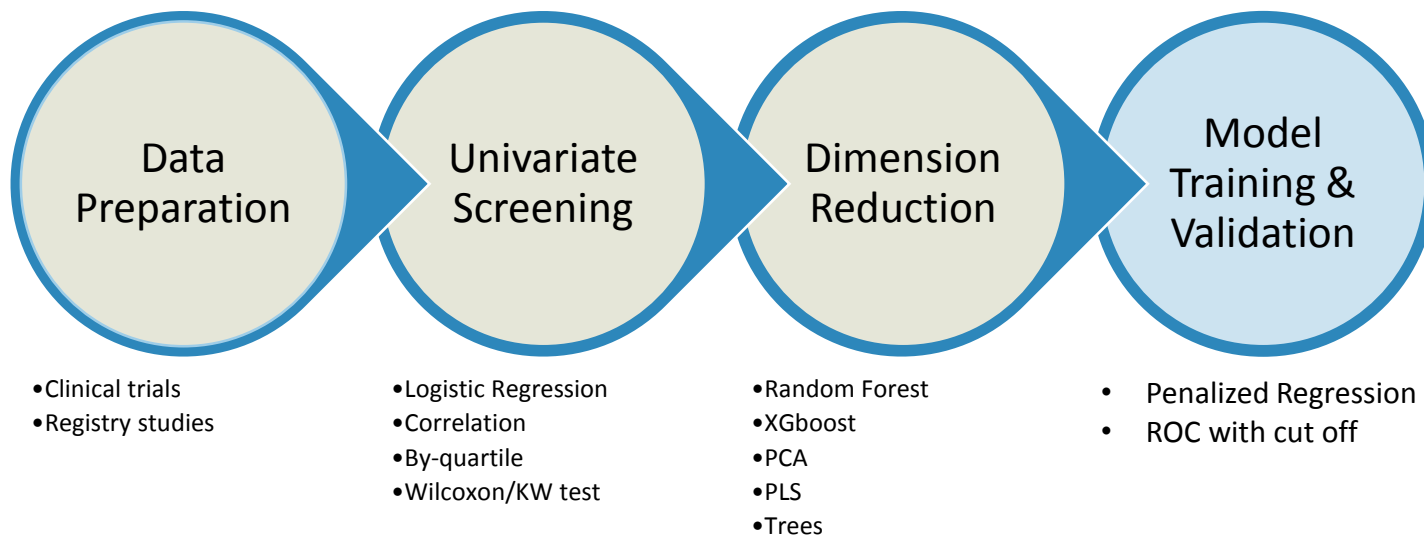 Data
Preparation
Univariate
Screening
Dimension
Reduction
Model
Training &
Validation
•Clinical trials
•Registry studies
•Logistic Regression
•Correlation
•By-quartile
•Wilcoxon/KW test
•Random Forest
•XGboost
•PCA
•PLS
•Trees
• Penalized Regression
• ROC with cut off